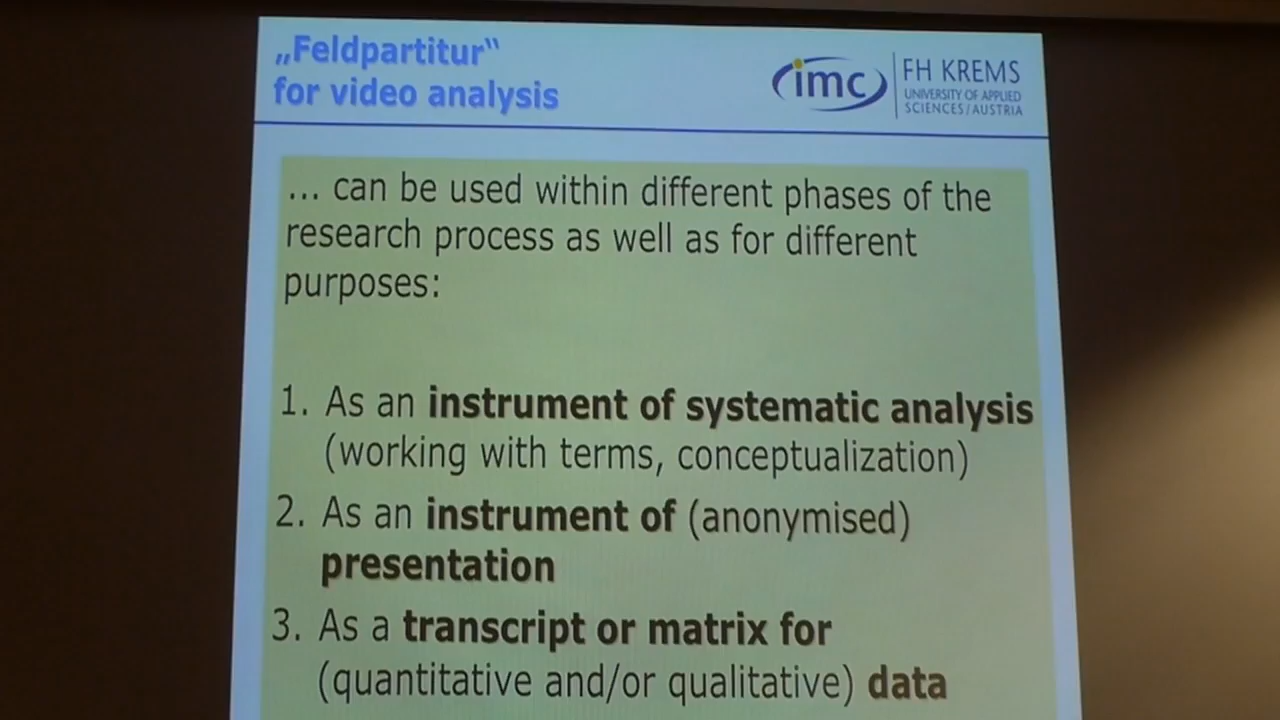 „Feldpartitur“
for video analysis
imc
FH KREMS
UNIVERSITY OF APPLIED
SCIENCES/AUSTRIA
... can be used within different phases of the
research process as well as for different
purposes:
1. As an instrument of systematic analysis
(working with terms, conceptualization)
2. As an instrument of (anonymised)
presentation
3. As a transcript or matrix for
(quantitative and/or qualitative) data